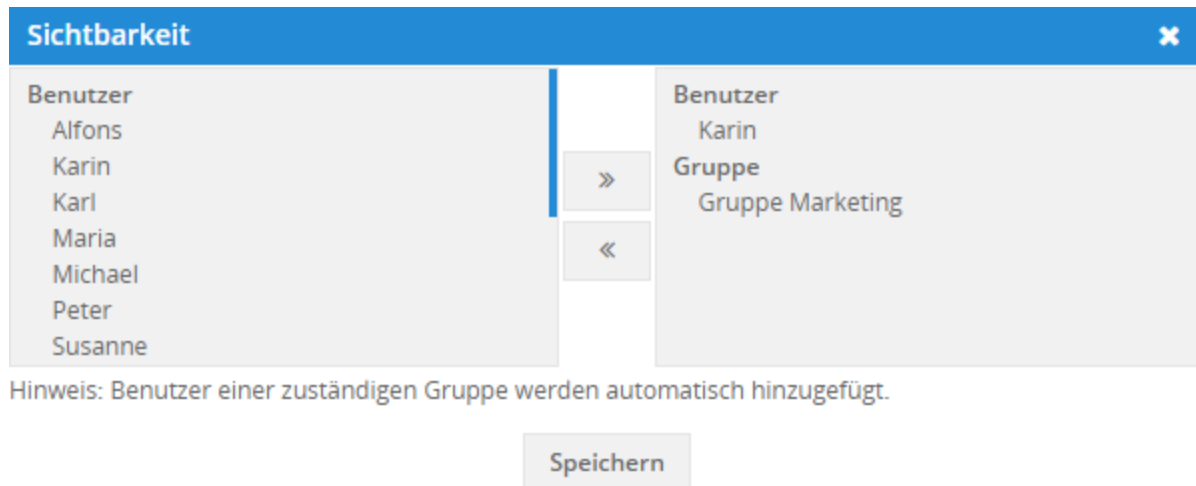 Sichtbarkeit
Benutzer
Alfons
Karin
Karl
Maria
Michael
Peter
Susanne
»
«
Benutzer
Karin
Gruppe
Gruppe Marketing
Hinweis: Benutzer einer zuständigen Gruppe werden automatisch hinzugefügt.
Speichern